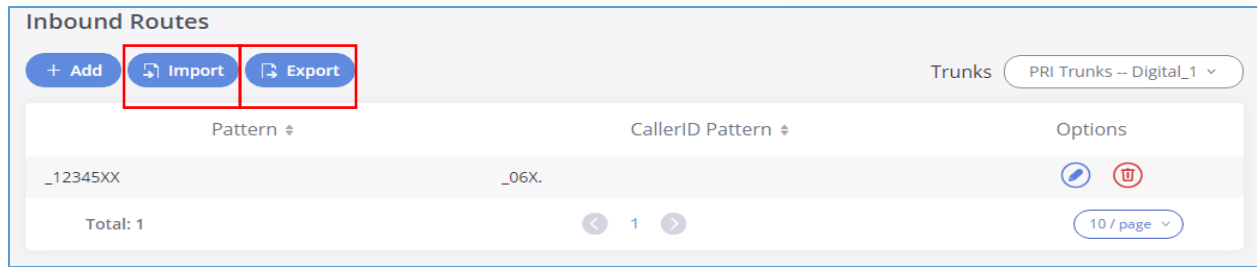 Inbound Routes
+ Add Import Export Trunks PRI Trunks -- Digital_1
Pattern CallerID Pattern Options
_12345XX _06X.
Total: 1 1 10 / page